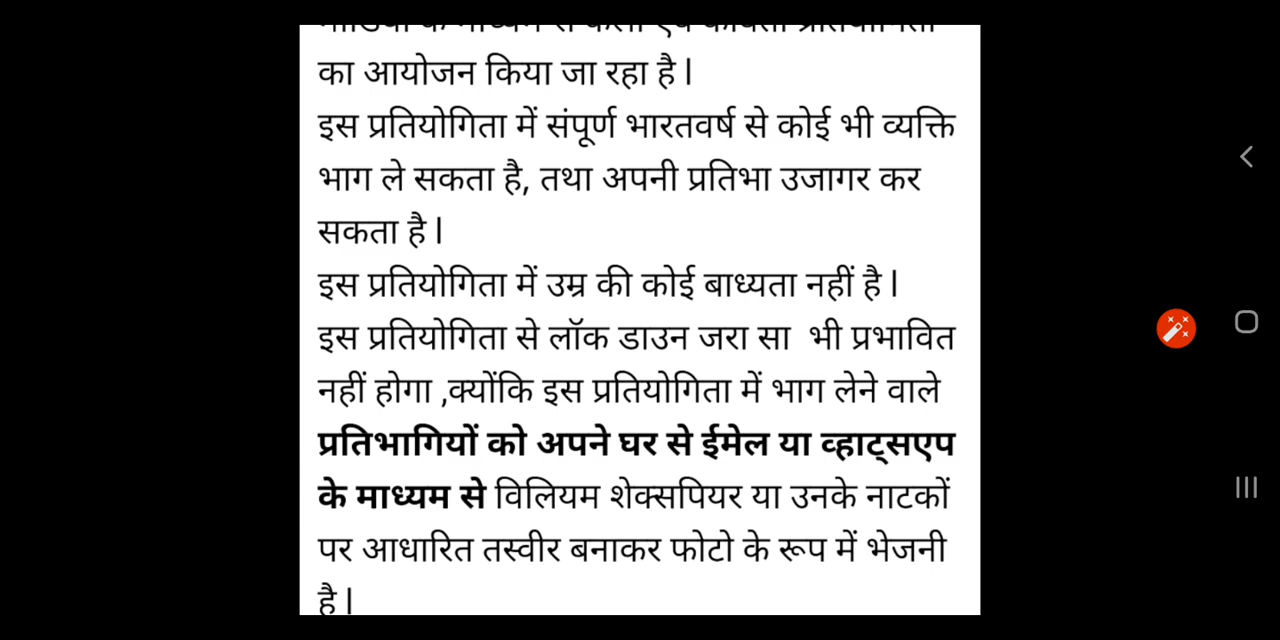 का आयोजन किया जा रहा है l
इस प्रतियोगिता में संपूर्ण भारतवर्ष से कोई भी व्यक्ति
भाग ले सकता है, तथा अपनी प्रतिभा उजागर कर
सकता है l
इस प्रतियोगिता में उम्र की कोई बाध्यता नहीं है l
इस प्रतियोगिता से लॉक डाउन जरा सा  भी प्रभावित
नहीं होगा ,क्योंकि इस प्रतियोगिता में भाग लेने वाले
प्रतिभागियों को अपने घर से ईमेल या व्हाट्सएप
के माध्यम से विलियम शेक्सपियर या उनके नाटकों
पर आधारित तस्वीर बनाकर फोटो के रूप में भेजनी
है l